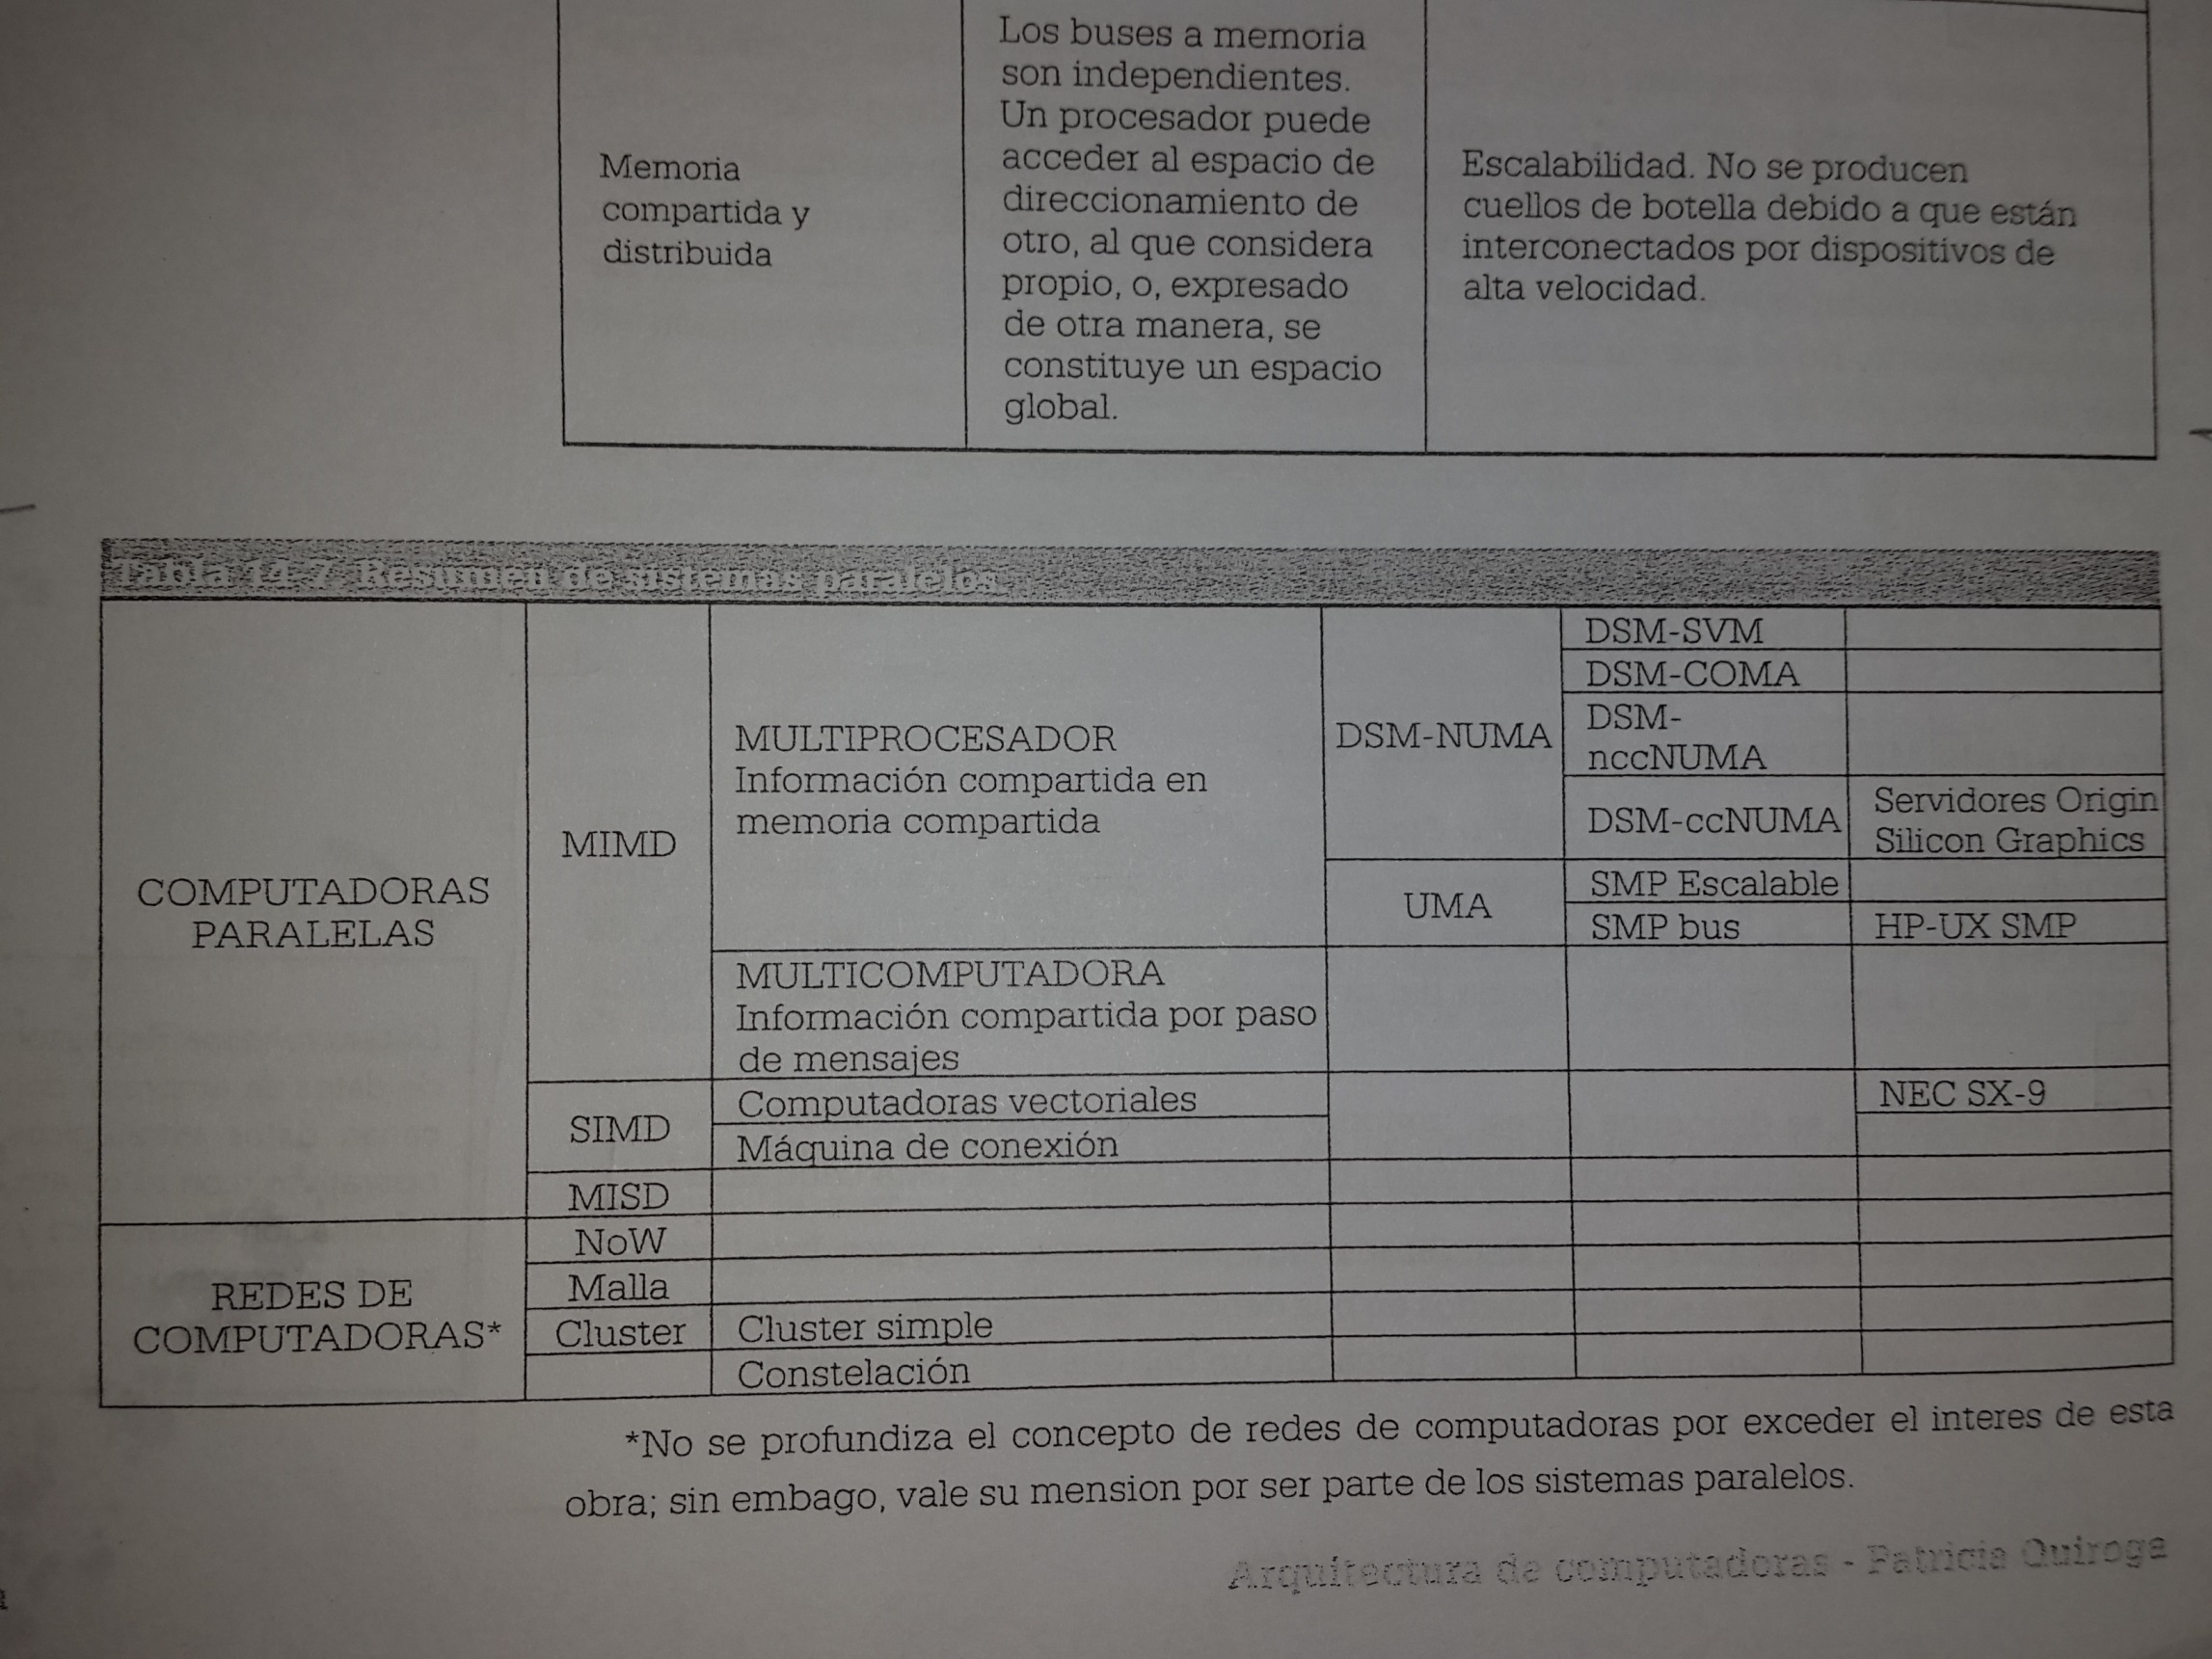 Memoria
compartida y
distribuida
Los buses a memoria
son independientes.
Un procesador puede
acceder al espacio de
direccionamiento de
otro, al que considera
propio, o, expresado
de otra manera, se
constituye un espacio
global.
Escalabilidad. No se producen
cuellos de botella debido a que están
interconectados por dispositivos de
alta velocidad.
Tabla 14.7. Resumen de sistemas paralelos
COMPUTADORAS
PARALELAS
MIMD
MULTIPROCESADOR
Información compartida en
memoria compartida
DSM-NUMA
DSM-SVM
DSM-COMA
DSM-
nccNUMA
DSM-ccNUMA
Servidores Origin
Silicon Graphics
UMA
SMP Escalable
SMP bus
HP-UX SMP
MULTICOMPUTADORA
Información compartida por paso
de mensajes
SIMD
Computadoras vectoriales
NEC SX-9
Máquina de conexión
MISD
REDES DE
COMPUTADORAS*
NoW
Malla
Cluster
Cluster simple
Constelación
*No se profundiza el concepto de redes de computadoras por exceder el interes de esta
obra; sin embago, vale su mension por ser parte de los sistemas paralelos.
Arquitectura de computadoras - Patricia Quiroga